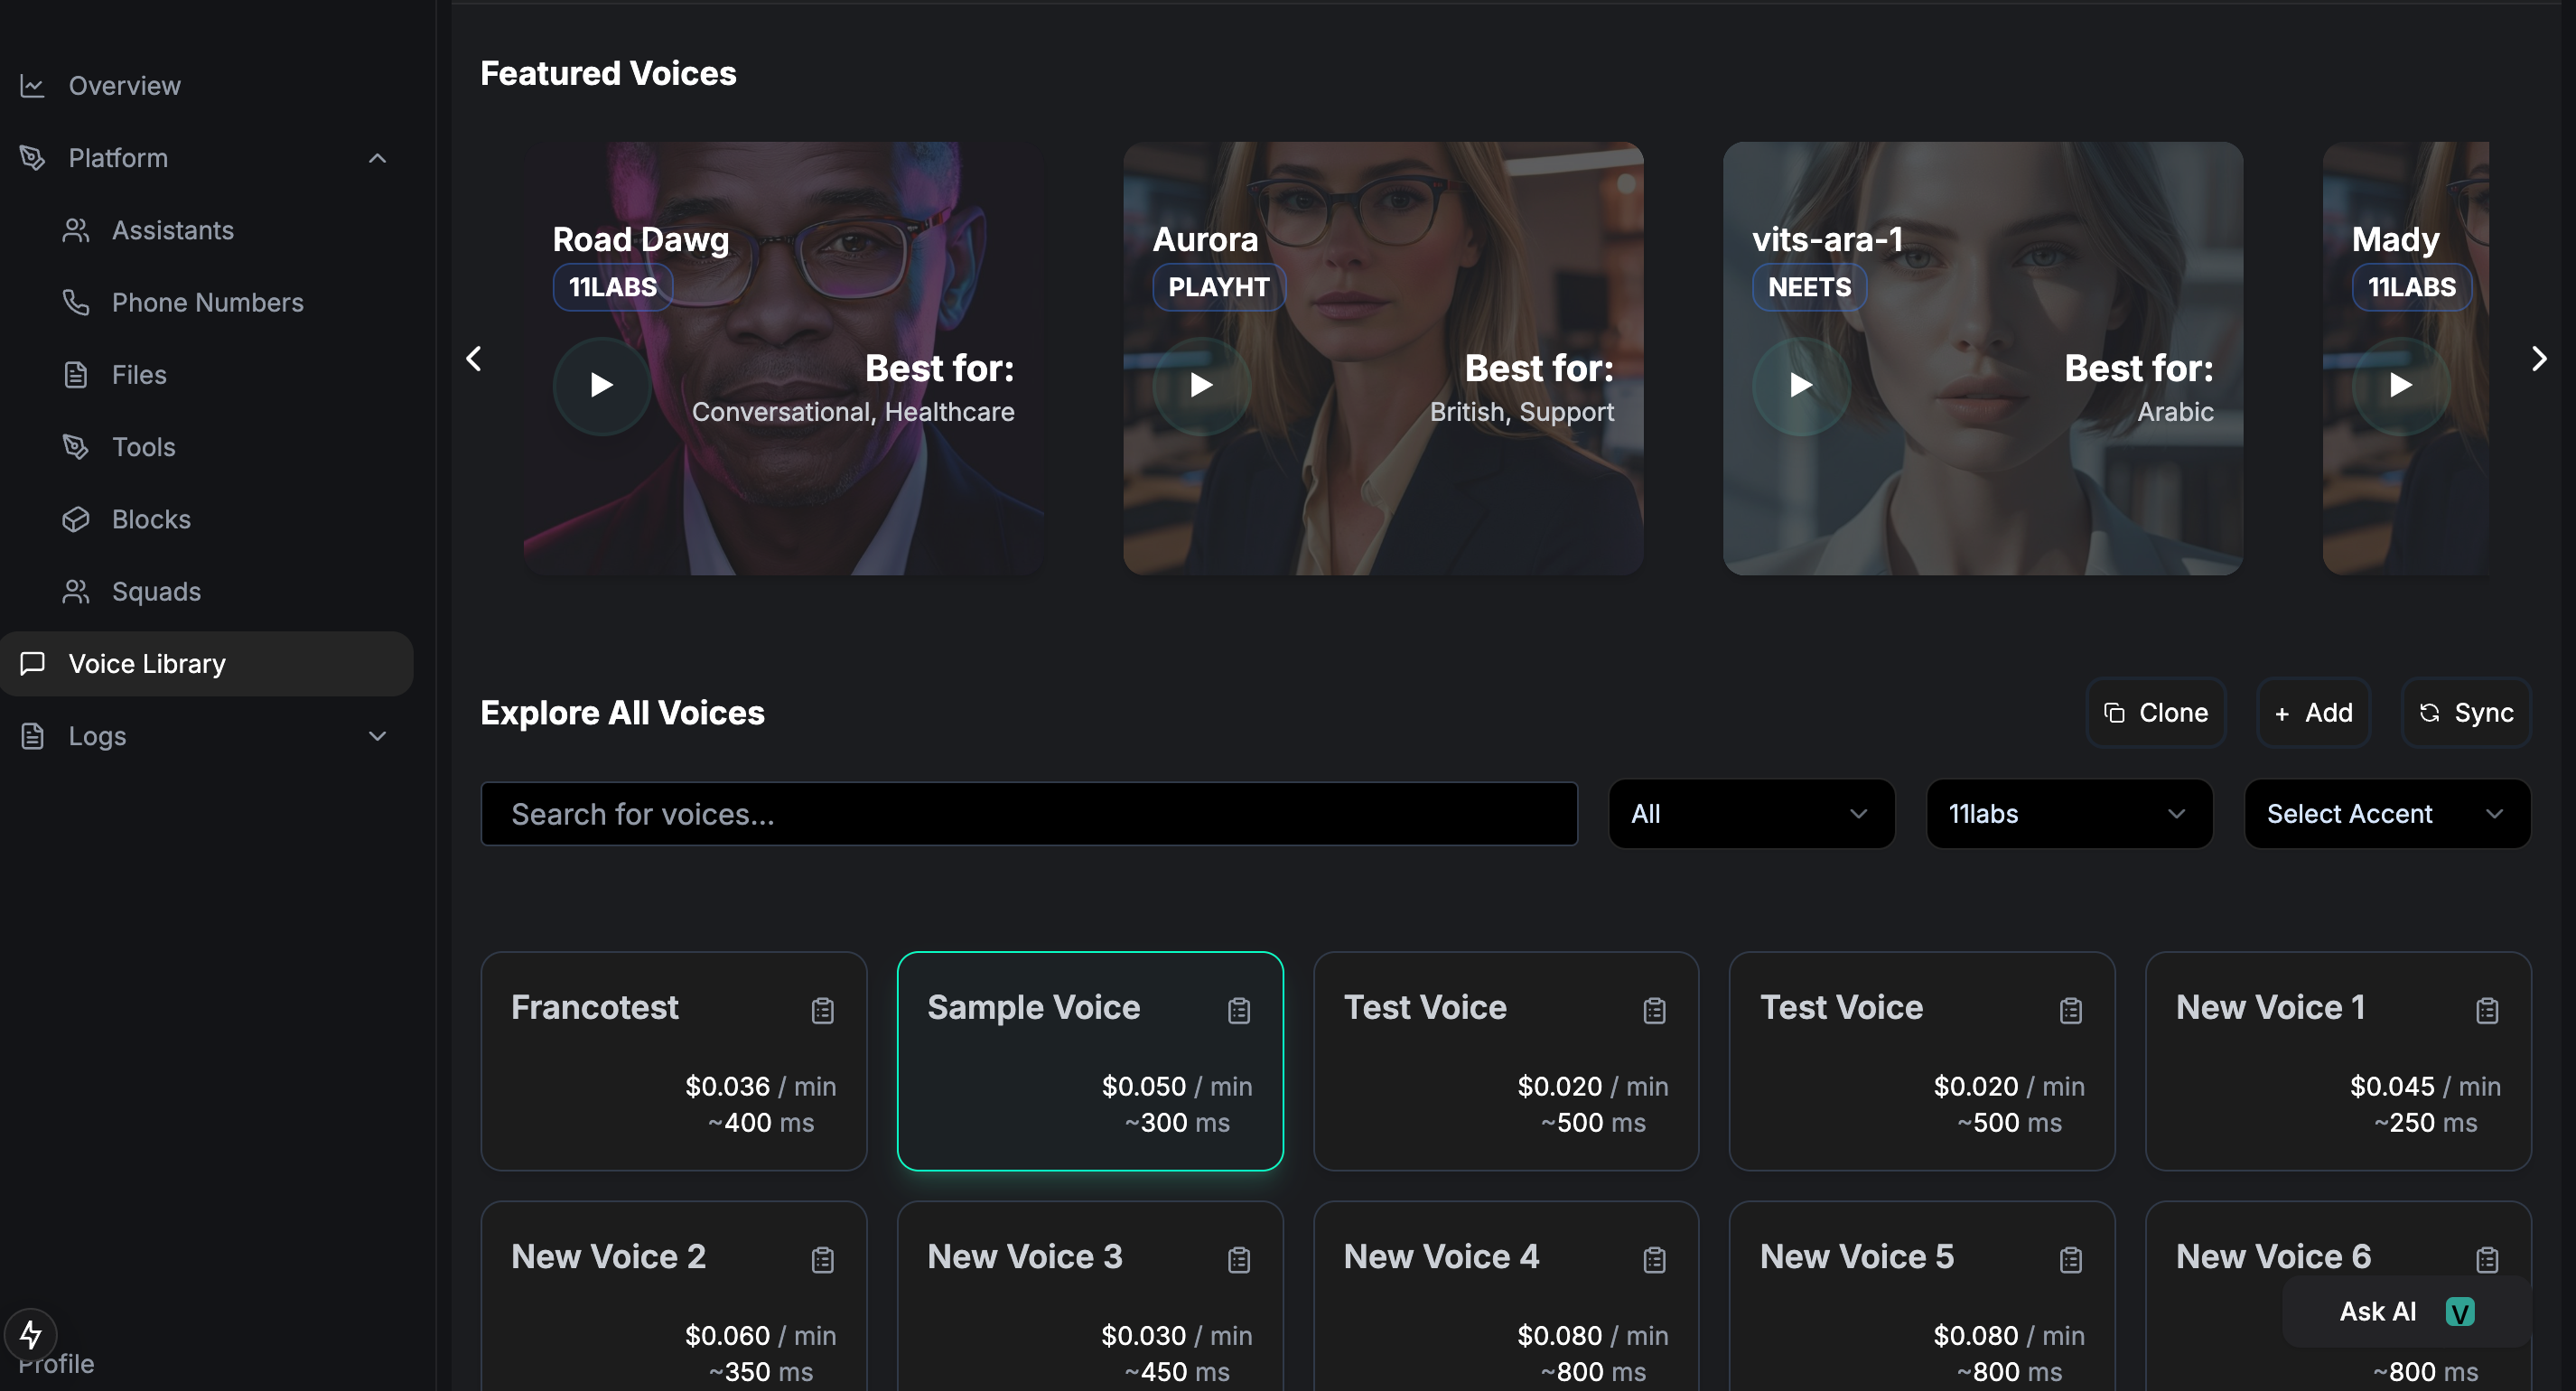 Overview
Platform
Assistants
Phone Numbers
Files
Tools
Blocks
Squads
Voice Library
Logs
Profile
Featured Voices
Road Dawg
11LABS
Best for:
Conversational, Healthcare
Aurora
PLAYHT
Best for:
British, Support
vits-ara-1
NEETS
Best for:
Arabic
Mady
11LABS
Explore All Voices
Clone
+ Add
Sync
Search for voices...
All
11labs
Select Accent
Francotest
$0.036 / min
~400 ms
Sample Voice
$0.050 / min
~300 ms
Test Voice
$0.020 / min
~500 ms
Test Voice
$0.020 / min
~500 ms
New Voice 1
$0.045 / min
~250 ms
New Voice 2
$0.060 / min
~350 ms
New Voice 3
$0.030 / min
~450 ms
New Voice 4
$0.080 / min
~800 ms
New Voice 5
$0.080 / min
~800 ms
New Voice 6
~800 ms
Ask AI V